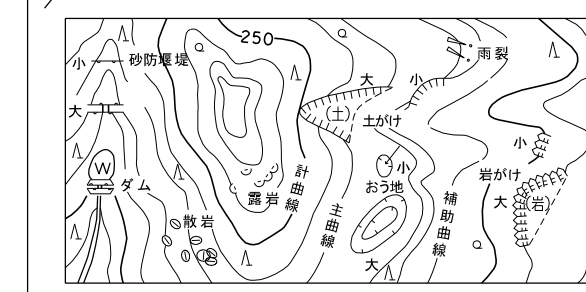 250
小
砂防堰堤
雨裂
大
小
大
(土)
土がけ
小
W
ダム
計曲線
露岩
小
おう地
岩がけ
大
(岩)
散岩
主曲線
補助曲線
大